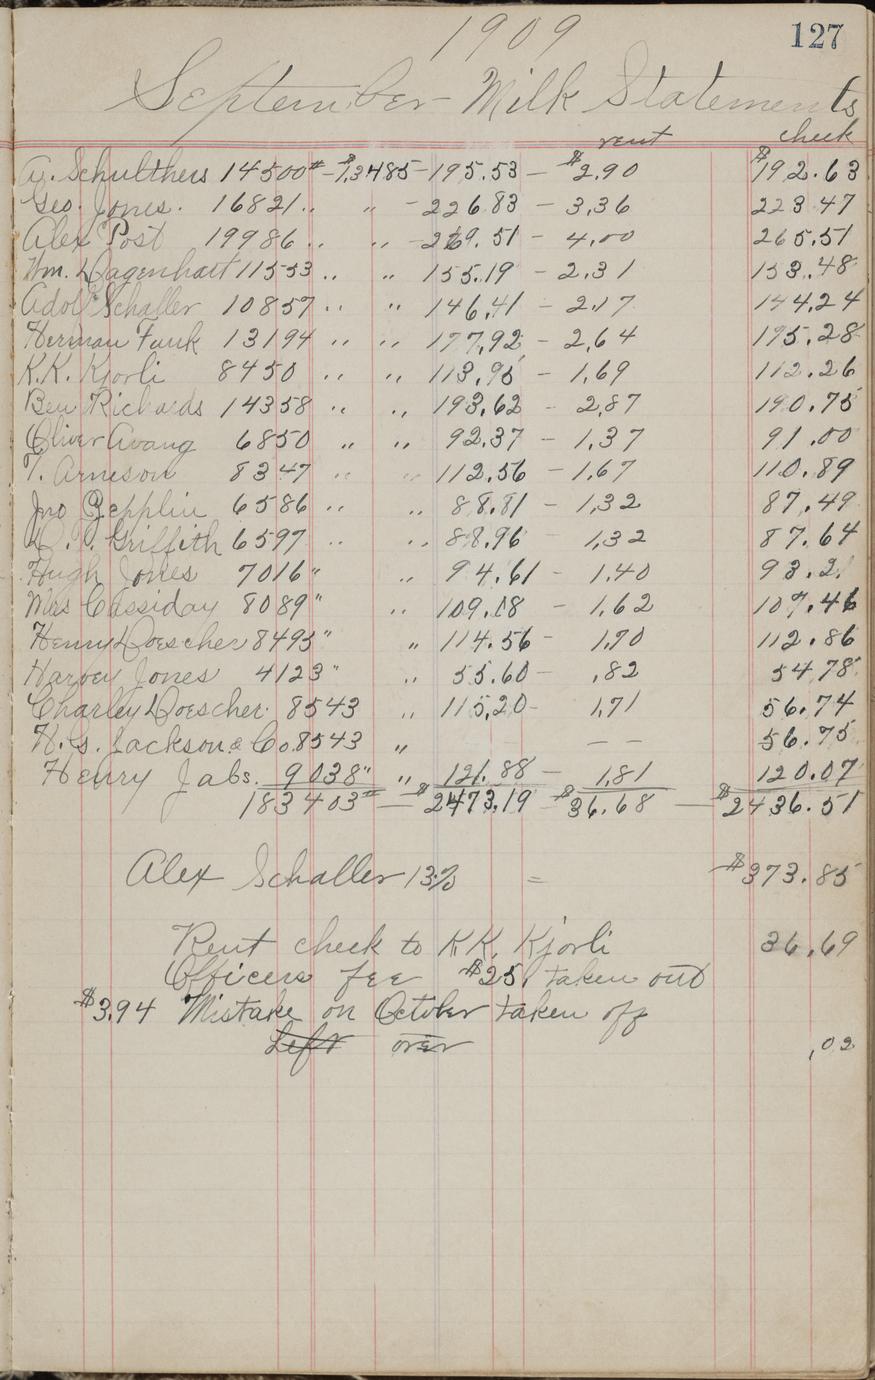 1909
127
September Milk Statements
rent check
A. Schulthers 14500# - $1,3485 - 195.53 - $2.90 $192.63
Geo. Jones. 16821 .. " - 226.83 - 3,36 223.47
Alex Post 19986 .. .. - 269.51 - 4,00 265.51
Wm. Dagenhatt 11553 .. " 155.19 - 2,31 153.48
Adolf Schaller 10857 .. " 146,41 - 2,17 144.24
Herman Funk 13194 .. .. 177,92 - 2,64 175.28
K.K. Kjorli 8450 .. .. 113,95 - 1,69 112.26
Ben Richards 14358 .. .. 193,62 - 2,87 190.75
Oliver Avang 6850 " " 92,37 - 1,37 91.00
T. Arneson 8347 .. .. 112,56 - 1,67 110.89
Jno Zepplin 6586 .. .. 88.81 - 1,32 87.49
Griffith 6597 .. .. 88.96 - 1,32 87.64
Hugh Jones 7016 " .. 94.61 - 1.40 93.21
Mrs Cassiday 8089 " .. 109.08 - 1,62 107.46
Henry Doescher 8495 " " 114.56 - 1,70 112.86
Harvey Jones 4123 " .. 55.60 - ,82 54.78
Charley Doescher. 8543 .. 115,20 - 1,71 56.74
N. G. Jackson & Co. 8543 " — — 56.75
Henry Jabs. 9038 " " 121.88 - 1,81 120.07
183403# — $2473,19 - $36.68 — $2436.51
Alex Schaller 13% = $373.85
Rent check to K.K. Kjorli 36.69
Officers fee $25. taken out
$3.94 Mistake on October taken off
Left over ,02